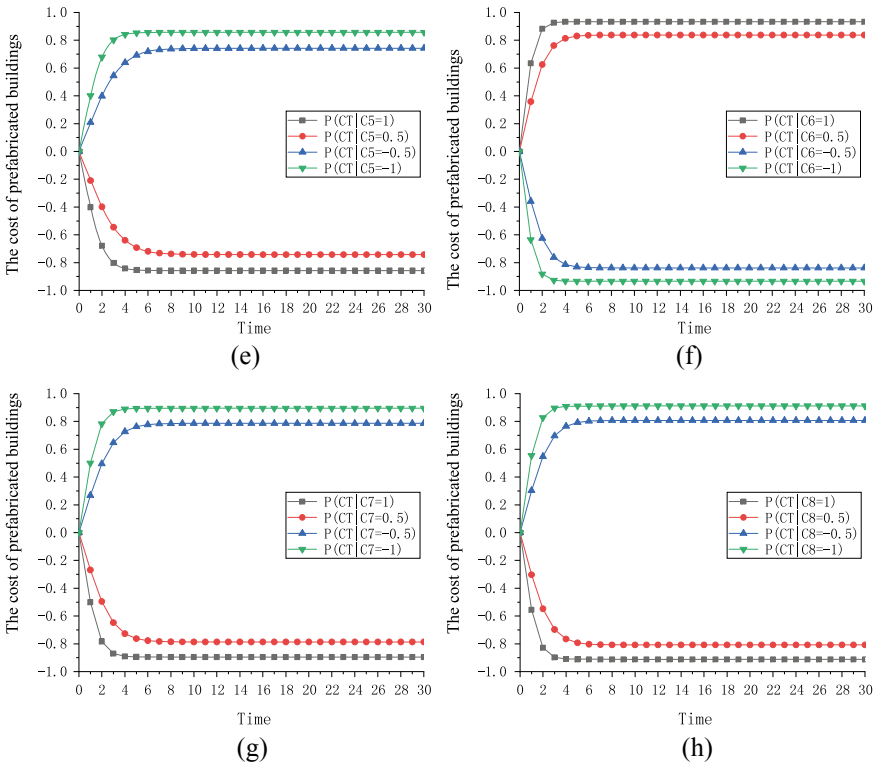 The cost of prefabricated buildings
1.0
0.8
0.6
0.4
0.2
0.0
-0.2
-0.4
-0.6
-0.8
-1.0
0 2 4 6 8 10 12 14 16 18 20 22 24 26 28 30
Time
P(CT|C5=1)
P(CT|C5=0.5)
P(CT|C5=-0.5)
P(CT|C5=-1)
(e)
The cost of prefabricated buildings
1.0
0.8
0.6
0.4
0.2
0.0
-0.2
-0.4
-0.6
-0.8
-1.0
0 2 4 6 8 10 12 14 16 18 20 22 24 26 28 30
Time
P(CT|C6=1)
P(CT|C6=0.5)
P(CT|C6=-0.5)
P(CT|C6=-1)
(f)
The cost of prefabricated buildings
1.0
0.8
0.6
0.4
0.2
0.0
-0.2
-0.4
-0.6
-0.8
-1.0
0 2 4 6 8 10 12 14 16 18 20 22 24 26 28 30
Time
P(CT|C7=1)
P(CT|C7=0.5)
P(CT|C7=-0.5)
P(CT|C7=-1)
(g)
The cost of prefabricated buildings
1.0
0.8
0.6
0.4
0.2
0.0
-0.2
-0.4
-0.6
-0.8
-1.0
0 2 4 6 8 10 12 14 16 18 20 22 24 26 28 30
Time
P(CT|C8=1)
P(CT|C8=0.5)
P(CT|C8=-0.5)
P(CT|C8=-1)
(h)